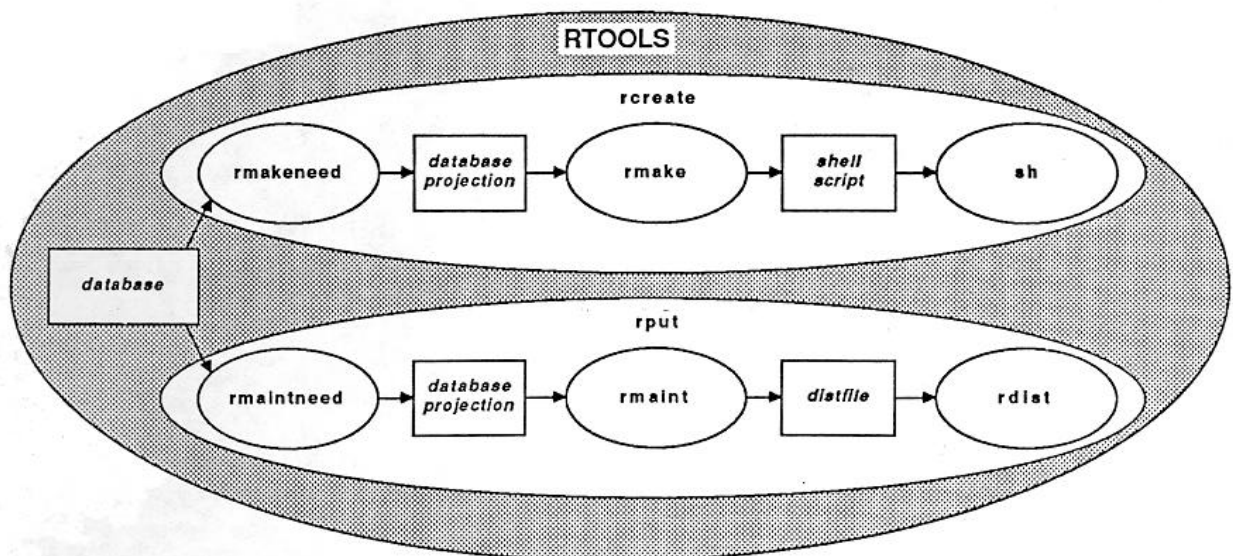 RTOOLS
rcreate
rmakeneed
database
projection
rmake
shell
script
sh
database
rput
rmaintneed
database
projection
rmaint
distfile
rdist